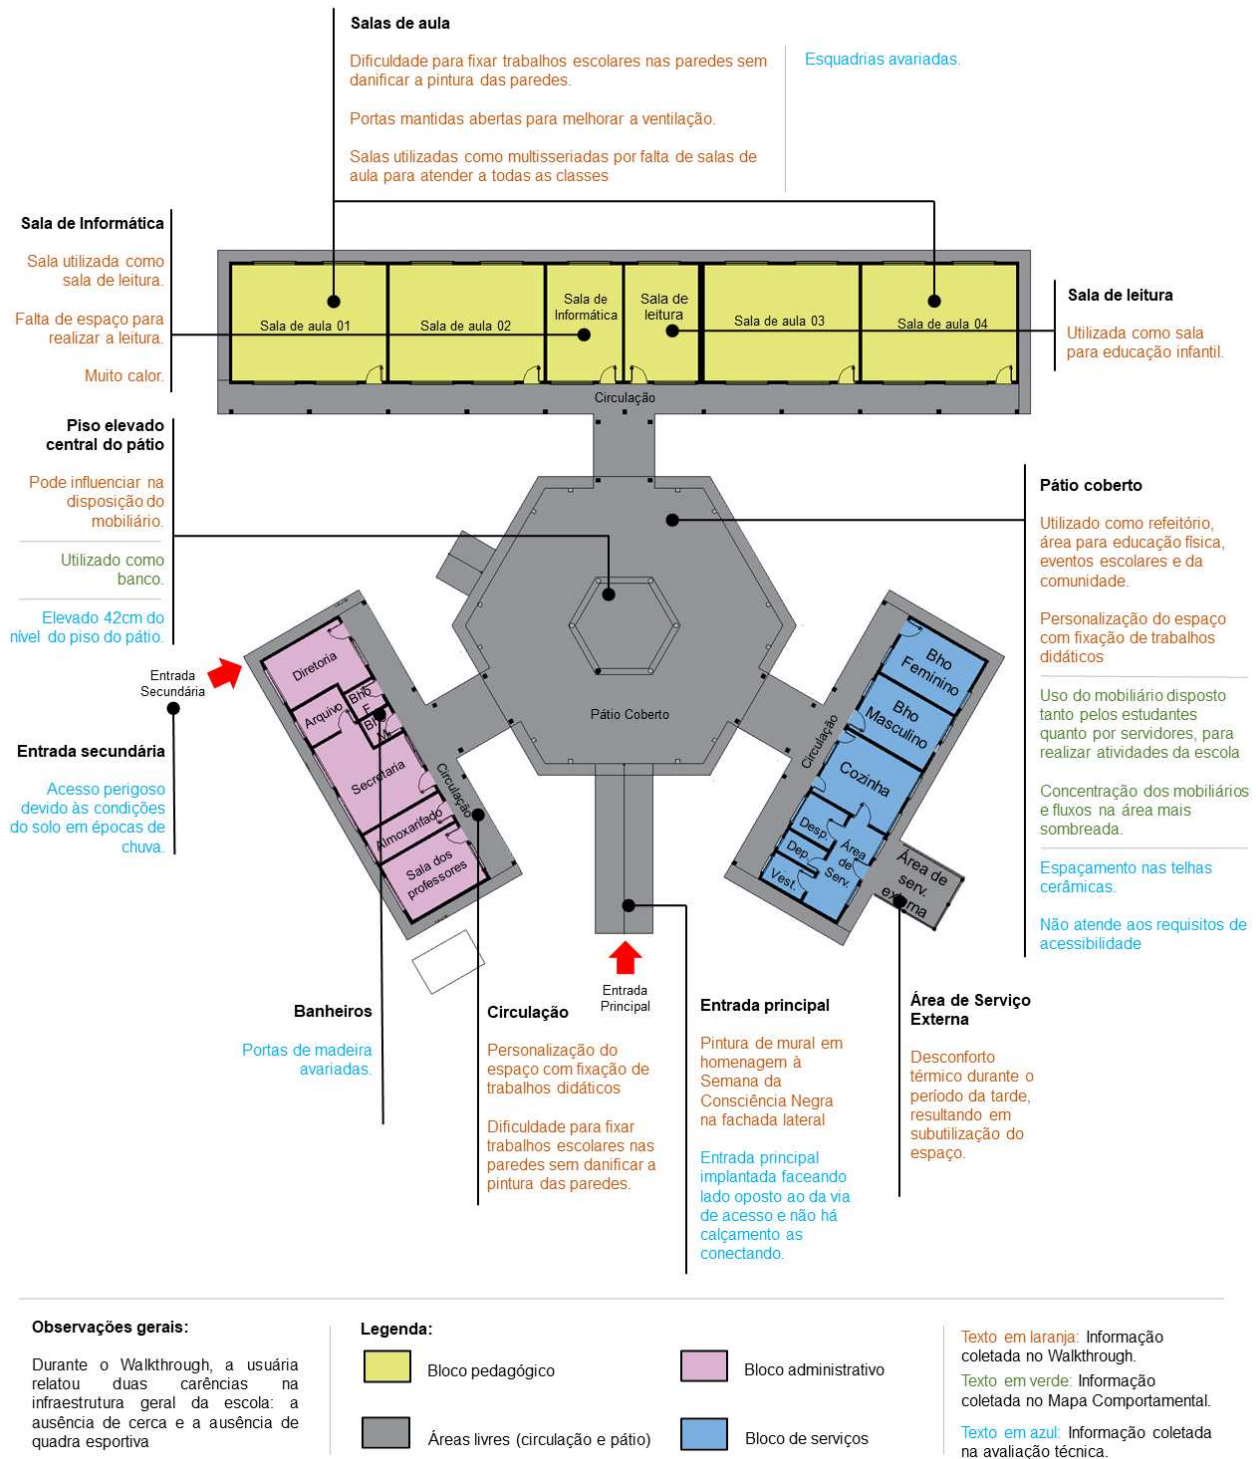 Salas de aula
Dificuldade para fixar trabalhos escolares nas paredes sem
danificar a pintura das paredes.
Portas mantidas abertas para melhorar a ventilação.
Salas utilizadas como multisseriadas por falta de salas de
aula para atender a todas as classes
Esquadrias avariadas.
Sala de Informática
Sala utilizada como
sala de leitura.
Falta de espaço para
realizar a leitura.
Muito calor.
Sala de aula 01
Sala de aula 02
Sala de
Informática
Sala de
leitura
Sala de aula 03
Sala de aula 04
Circulação
Sala de leitura
Utilizada como sala
para educação infantil.
Piso elevado
central do pátio
Pode influenciar na
disposição do
mobiliário.
Utilizado como
banco.
Elevado 42cm do
nível do piso do pátio.
Entrada
Secundária
Entrada secundária
Acesso perigoso
devido às condições
do solo em épocas de
chuva.
Diretoria
Arquivo
Bho
F.
Bho
M.
Secretaria
Almoxarifado
Sala dos
professores
Circulação
Pátio Coberto
Circulação
Bho
Feminino
Bho
Masculino
Cozinha
Desp.
Dep.
Vest.
Área
de
Serv.
Área de
serv.
externa
Pátio coberto
Utilizado como refeitório,
área para educação física,
eventos escolares e da
comunidade.
Personalização do espaço
com fixação de trabalhos
didáticos
Uso do mobiliário disposto
tanto pelos estudantes
quanto por servidores, para
realizar atividades da escola
Concentração dos mobiliários
e fluxos na área mais
sombreada.
Espaçamento nas telhas
cerâmicas.
Não atende aos requisitos de
acessibilidade
Entrada
Principal
Banheiros
Portas de madeira
avariadas.
Circulação
Personalização do
espaço com fixação de
trabalhos didáticos
Dificuldade para fixar
trabalhos escolares nas
paredes sem danificar a
pintura das paredes.
Entrada principal
Pintura de mural em
homenagem à
Semana da
Consciência Negra
na fachada lateral
Entrada principal
implantada faceando
lado oposto ao da via
de acesso e não há
calçamento as
conectando.
Área de Serviço
Externa
Desconforto
térmico durante o
período da tarde,
resultando em
subutilização do
espaço.
Observações gerais:
Durante o Walkthrough, a usuária
relatou duas carências na
infraestrutura geral da escola:
a ausência de cerca e a ausência de
quadra esportiva
Legenda:
Bloco pedagógico
Áreas livres (circulação e pátio)
Bloco administrativo
Bloco de serviços
Texto em laranja: Informação
coletada no Walkthrough.
Texto em verde: Informação
coletada no Mapa Comportamental.
Texto em azul: Informação coletada
na avaliação técnica.